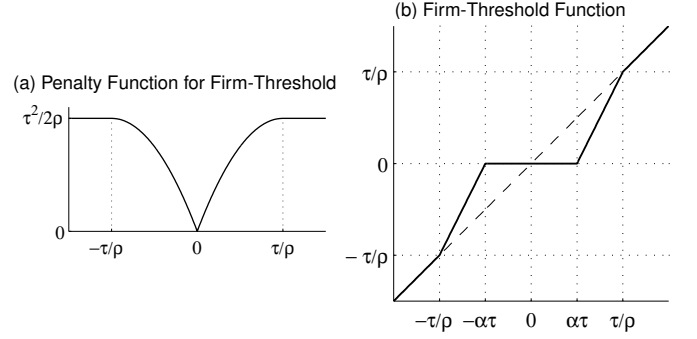 (a) Penalty Function for Firm-Threshold
τ²/2ρ
0
−τ/ρ 0 τ/ρ
(b) Firm-Threshold Function
τ/ρ
0
− τ/ρ
−τ/ρ −ατ 0 ατ τ/ρ